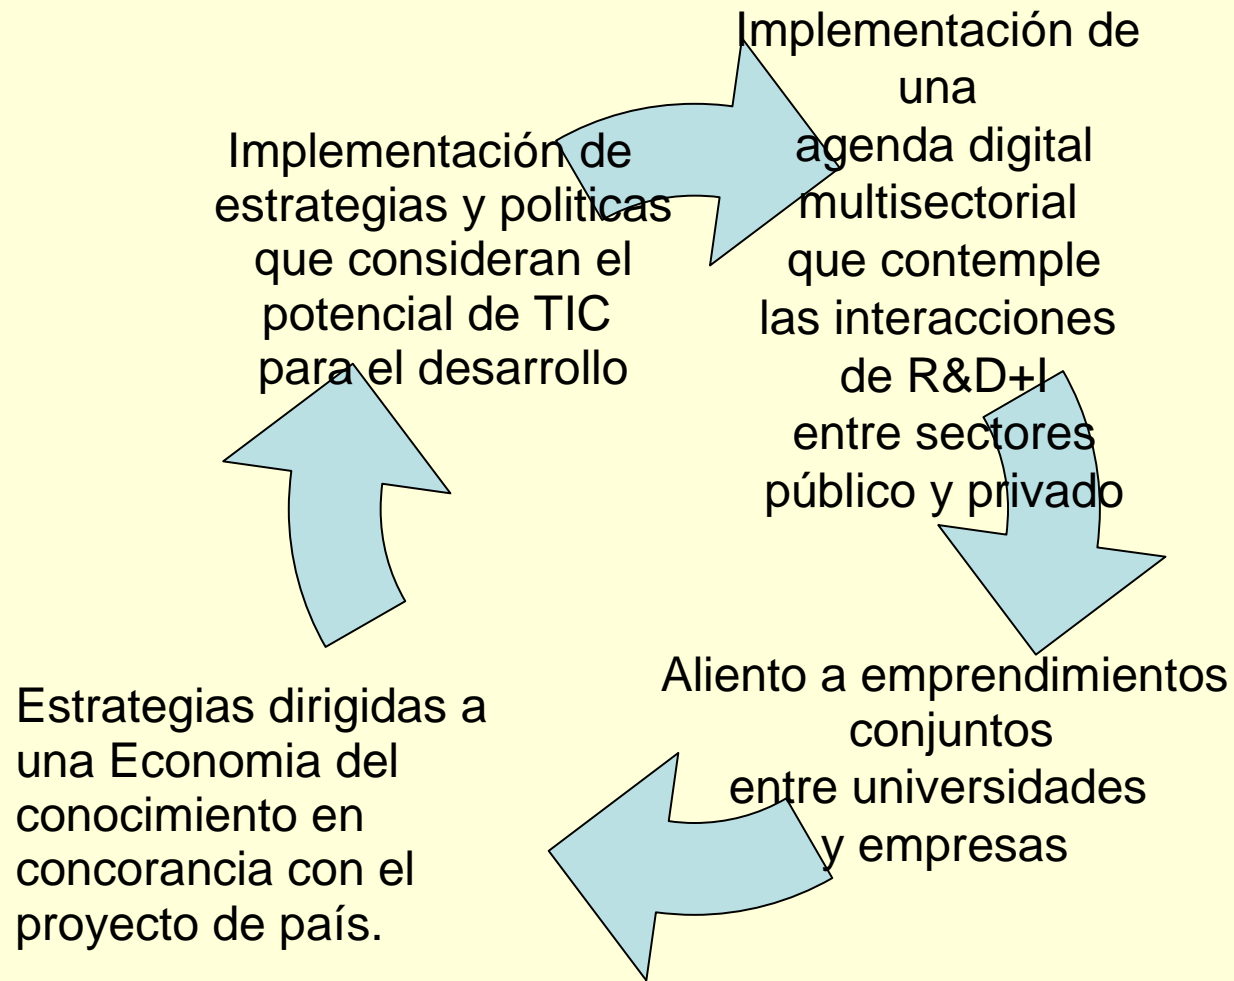 Implementación de
estrategias y politicas
que consideran el
potencial de TIC
para el desarrollo
Implementación de
una
agenda digital
multisectorial
que contemple
las interacciones
de R&D+I
entre sectores
público y privado
Aliento a emprendimientos
conjuntos
entre universidades
y empresas
Estrategias dirigidas a
una Economia del
conocimiento en
concorancia con el
proyecto de país.